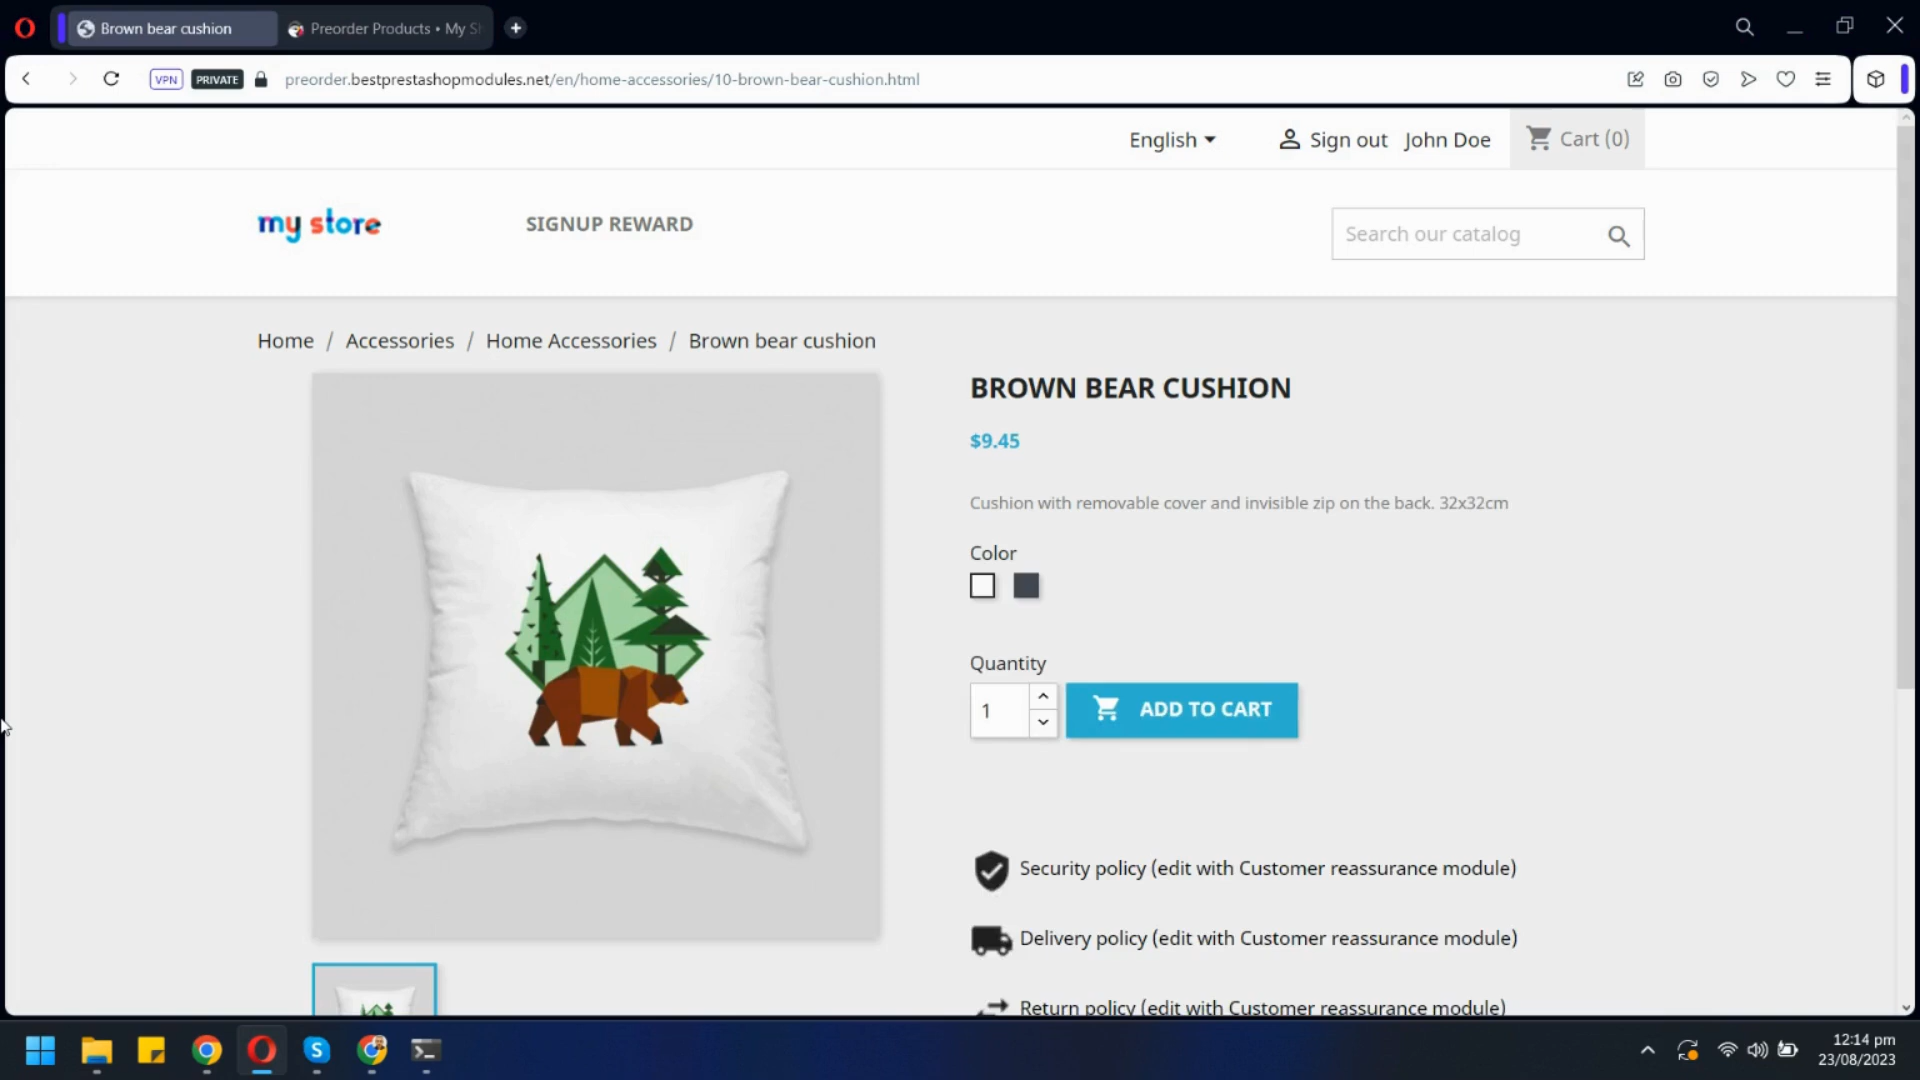 Brown bear cushion
Preorder Products • My S
VPN
PRIVATE
preorder.bestprestashopmodules.net/en/home-accessories/10-brown-bear-cushion.html
English
Sign out
John Doe
Cart (0)
my store
SIGNUP REWARD
Search our catalog
Home / Accessories / Home Accessories / Brown bear cushion
BROWN BEAR CUSHION
$9.45
Cushion with removable cover and invisible zip on the back. 32x32cm
Color
Quantity
1
ADD TO CART
Security policy (edit with Customer reassurance module)
Delivery policy (edit with Customer reassurance module)
Return policy (edit with Customer reassurance module)
12:14 pm
23/08/2023